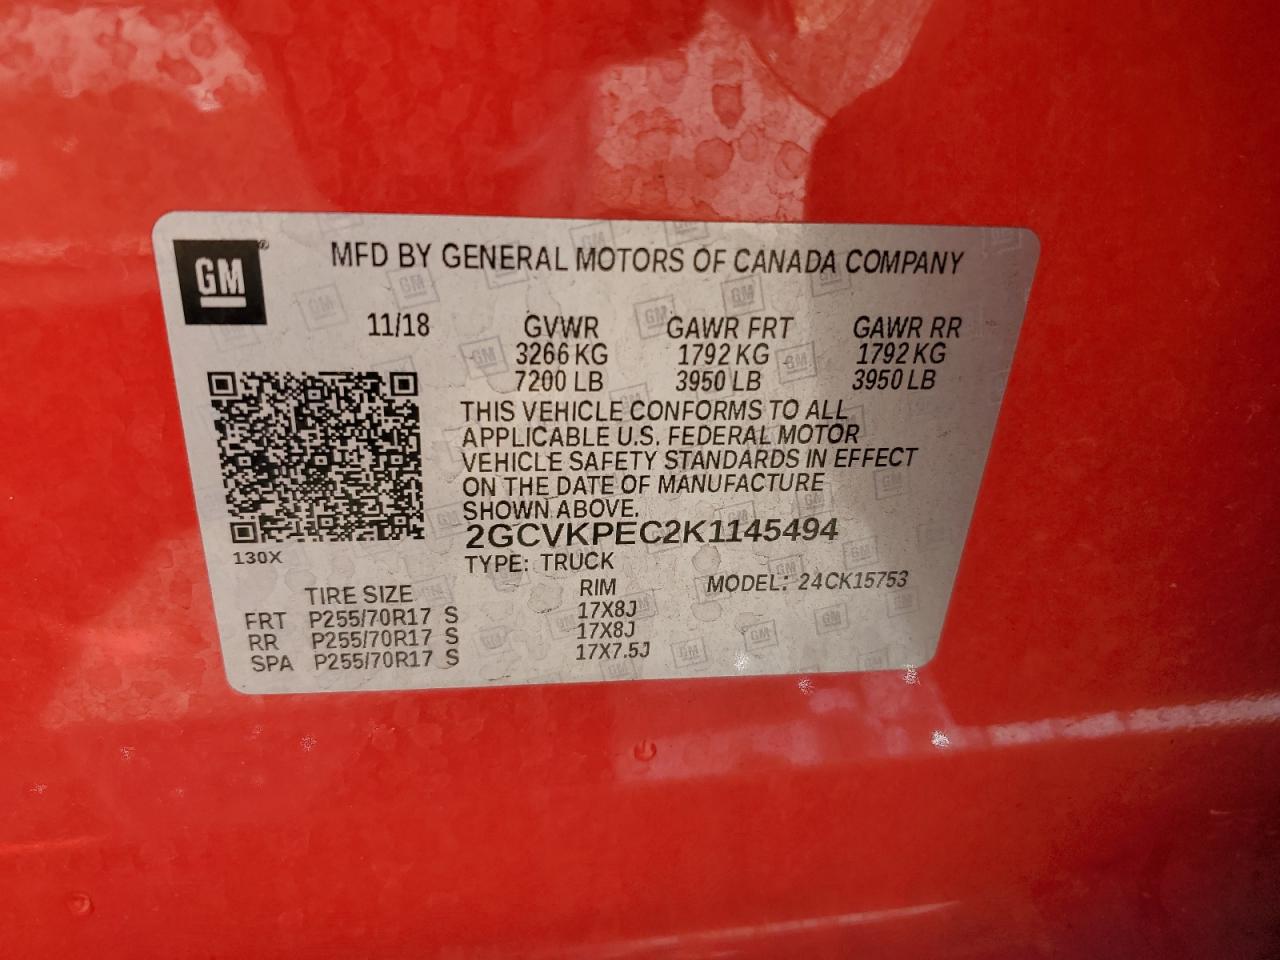 GM®
MFD BY GENERAL MOTORS OF CANADA COMPANY
11/18 GVWR GAWR FRT GAWR RR
3266 KG 1792 KG 1792 KG
7200 LB 3950 LB 3950 LB
THIS VEHICLE CONFORMS TO ALL
APPLICABLE U.S. FEDERAL MOTOR
VEHICLE SAFETY STANDARDS IN EFFECT
ON THE DATE OF MANUFACTURE
SHOWN ABOVE.
2GCVKPEC2K1145494
130X TYPE: TRUCK
TIRE SIZE RIM MODEL: 24CK15753
FRT P255/70R17 S 17X8J
RR P255/70R17 S 17X8J
SPA P255/70R17 S 17X7.5J